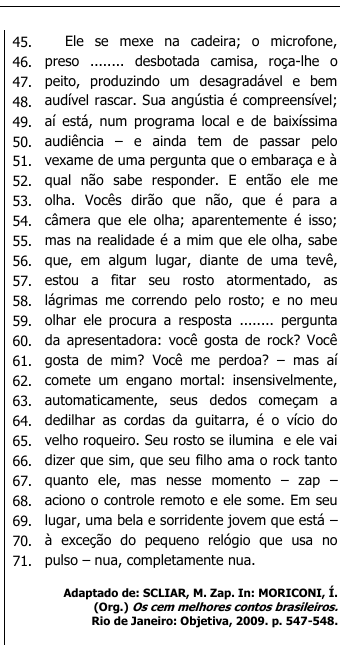 45. Ele se mexe na cadeira; o microfone,
46. preso ........ desbotada camisa, roça-lhe o
47. peito, produzindo um desagradável e bem
48. audível rascar. Sua angústia é compreensível;
49. aí está, num programa local e de baixíssima
50. audiência – e ainda tem de passar pelo
51. vexame de uma pergunta que o embaraça e à
52. qual não sabe responder. E então ele me
53. olha. Vocês dirão que não, que é para a
54. câmera que ele olha; aparentemente é isso;
55. mas na realidade é a mim que ele olha, sabe
56. que, em algum lugar, diante de uma tevê,
57. estou a fitar seu rosto atormentado, as
58. lágrimas me correndo pelo rosto; e no meu
59. olhar ele procura a resposta ........ pergunta
60. da apresentadora: você gosta de rock? Você
61. gosta de mim? Você me perdoa? – mas aí
62. comete um engano mortal: insensivelmente,
63. automaticamente, seus dedos começam a
64. dedilhar as cordas da guitarra, é o vício do
65. velho roqueiro. Seu rosto se ilumina e ele vai
66. dizer que sim, que seu filho ama o rock tanto
67. quanto ele, mas nesse momento – zap –
68. aciono o controle remoto e ele some. Em seu
69. lugar, uma bela e sorridente jovem que está –
70. à exceção do pequeno relógio que usa no
71. pulso – nua, completamente nua.
Adaptado de: SCLIAR, M. Zap. In: MORICONI, Í.
(Org.) Os cem melhores contos brasileiros.
Rio de Janeiro: Objetiva, 2009. p. 547-548.